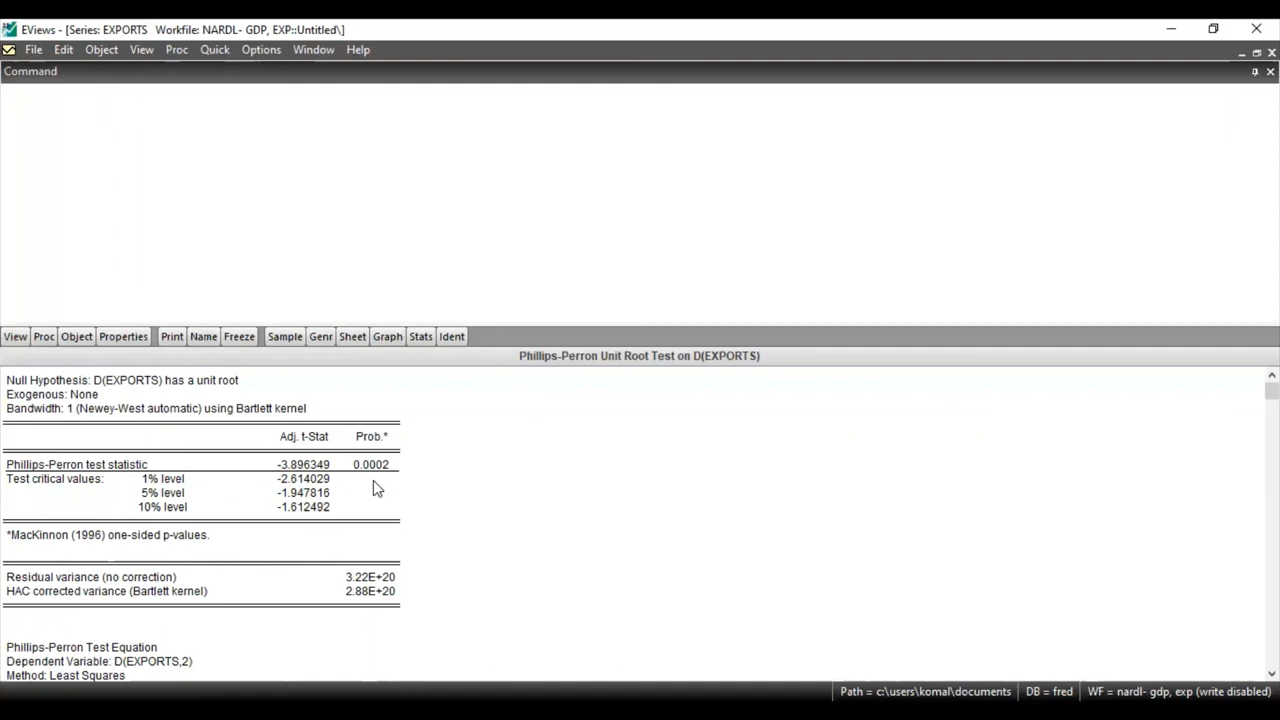 EViews - [Series: EXPORTS Workfile: NARDL- GDP, EXP::Untitled\]
File Edit Object View Proc Quick Options Window Help
Command
View Proc Object Properties Print Name Freeze Sample Genr Sheet Graph Stats Ident
Phillips-Perron Unit Root Test on D(EXPORTS)
Null Hypothesis: D(EXPORTS) has a unit root
Exogenous: None
Bandwidth: 1 (Newey-West automatic) using Bartlett kernel
Adj. t-Stat Prob.*
Phillips-Perron test statistic -3.896349 0.0002
Test critical values: 1% level -2.614029
5% level -1.947816
10% level -1.612492
*MacKinnon (1996) one-sided p-values.
Residual variance (no correction) 3.22E+20
HAC corrected variance (Bartlett kernel) 2.88E+20
Phillips-Perron Test Equation
Dependent Variable: D(EXPORTS,2)
Method: Least Squares
Path = c:\users\komal\documents DB = fred WF = nardl- gdp, exp (write disabled)